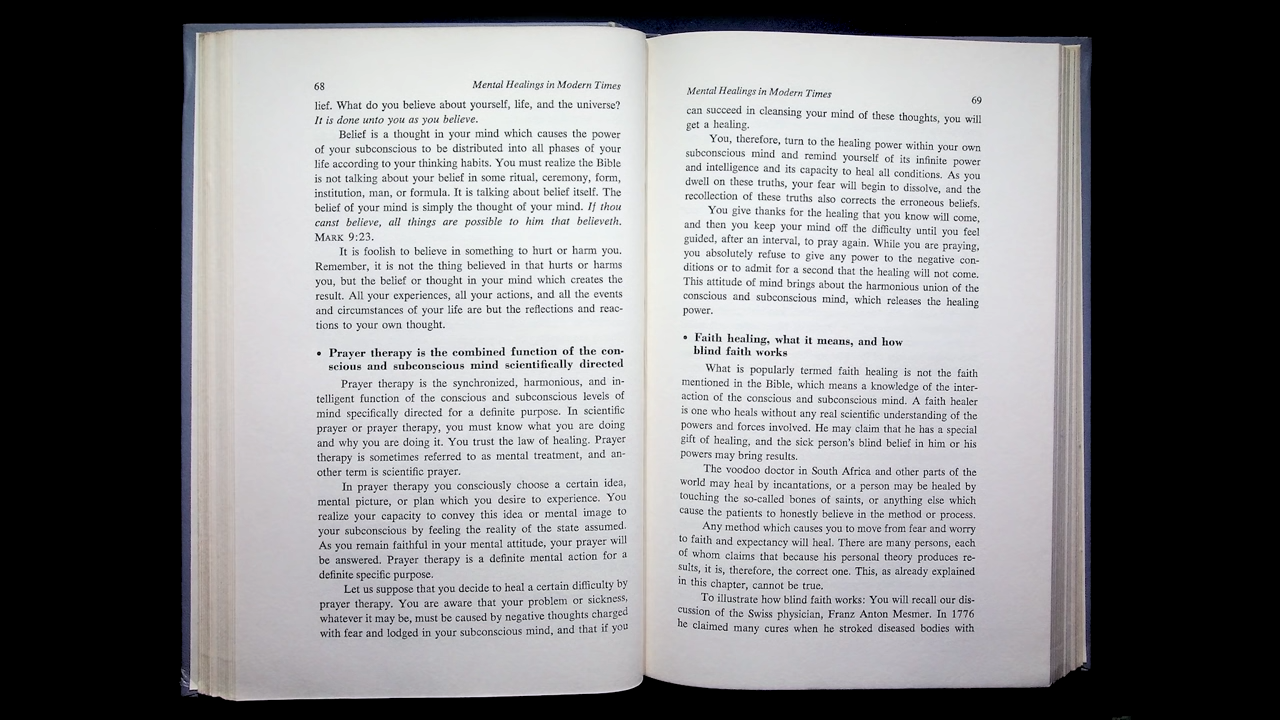 68
Mental Healings in Modern Times
lief. What do you believe about yourself, life, and the universe?
It is done unto you as you believe.
Belief is a thought in your mind which causes the power
of your subconscious to be distributed into all phases of your
life according to your thinking habits. You must realize the Bible
is not talking about your belief in some ritual, ceremony, form,
institution, man, or formula. It is talking about belief itself. The
belief of your mind is simply the thought of your mind. If thou
canst believe, all things are possible to him that believeth.
MARK 9:23.
It is foolish to believe in something to hurt or harm you.
Remember, it is not the thing believed in that hurts or harms
you, but the belief or thought in your mind which creates the
result. All your experiences, all your actions, and all the events
and circumstances of your life are but the reflections and reac-
tions to your own thought.
• Prayer therapy is the combined function of the con-
scious and subconscious mind scientifically directed
Prayer therapy is the synchronized, harmonious, and in-
telligent function of the conscious and subconscious levels of
mind specifically directed for a definite purpose. In scientific
prayer or prayer therapy, you must know what you are doing
and why you are doing it. You trust the law of healing. Prayer
therapy is sometimes referred to as mental treatment, and an-
other term is scientific prayer.
In prayer therapy you consciously choose a certain idea,
mental picture, or plan which you desire to experience. You
realize your capacity to convey this idea or mental image to
your subconscious by feeling the reality of the state assumed.
As you remain faithful in your mental attitude, your prayer will
be answered. Prayer therapy is a definite mental action for a
definite specific purpose.
Let us suppose that you decide to heal a certain difficulty by
prayer therapy. You are aware that your problem or sickness,
whatever it may be, must be caused by negative thoughts charged
with fear and lodged in your subconscious mind, and that if you
Mental Healings in Modern Times
69
can succeed in cleansing your mind of these thoughts, you will
get a healing.
You, therefore, turn to the healing power within your own
subconscious mind and remind yourself of its infinite power
and intelligence and its capacity to heal all conditions. As you
dwell on these truths, your fear will begin to dissolve, and the
recollection of these truths also corrects the erroneous beliefs.
You give thanks for the healing that you know will come,
and then you keep your mind off the difficulty until you feel
guided, after an interval, to pray again. While you are praying,
you absolutely refuse to give any power to the negative con-
ditions or to admit for a second that the healing will not come.
This attitude of mind brings about the harmonious union of the
conscious and subconscious mind, which releases the healing
power.
• Faith healing, what it means, and how
blind faith works
What is popularly termed faith healing is not the faith
mentioned in the Bible, which means a knowledge of the inter-
action of the conscious and subconscious mind. A faith healer
is one who heals without any real scientific understanding of the
powers and forces involved. He may claim that he has a special
gift of healing, and the sick person's blind belief in him or his
powers may bring results.
The voodoo doctor in South Africa and other parts of the
world may heal by incantations, or a person may be healed by
touching the so-called bones of saints, or anything else which
cause the patients to honestly believe in the method or process.
Any method which causes you to move from fear and worry
to faith and expectancy will heal. There are many persons, each
of whom claims that because his personal theory produces re-
sults, it is, therefore, the correct one. This, as already explained
in this chapter, cannot be true.
To illustrate how blind faith works: You will recall our dis-
cussion of the Swiss physician, Franz Anton Mesmer. In 1776
he claimed many cures when he stroked diseased bodies with